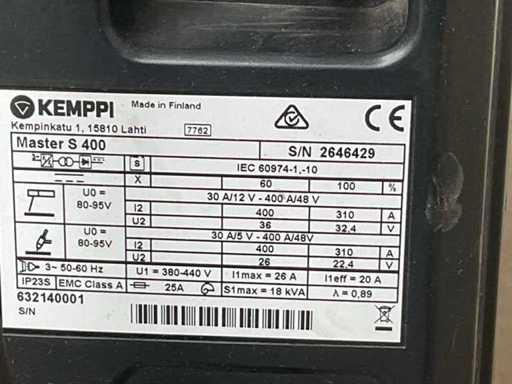 KEMPPI Made in Finland
Kempinkatu 1, 15810 Lahti 7762
CE
Master S 400 S/N 2646429
S IEC 60974-1,-10
X 60 100 %
U0 = 80-95V 30 A/12 V - 400 A/48 V
I2 400 310 A
U2 36 32,4 V
U0 = 80-95V 30 A/5 V - 400 A/48V
I2 400 310 A
U2 26 22,4 V
3~ 50-60 Hz U1 = 380-440 V I1max = 26 A I1eff = 20 A
IP23S EMC Class A 25A S1max = 18 kVA λ = 0,89
632140001
S/N